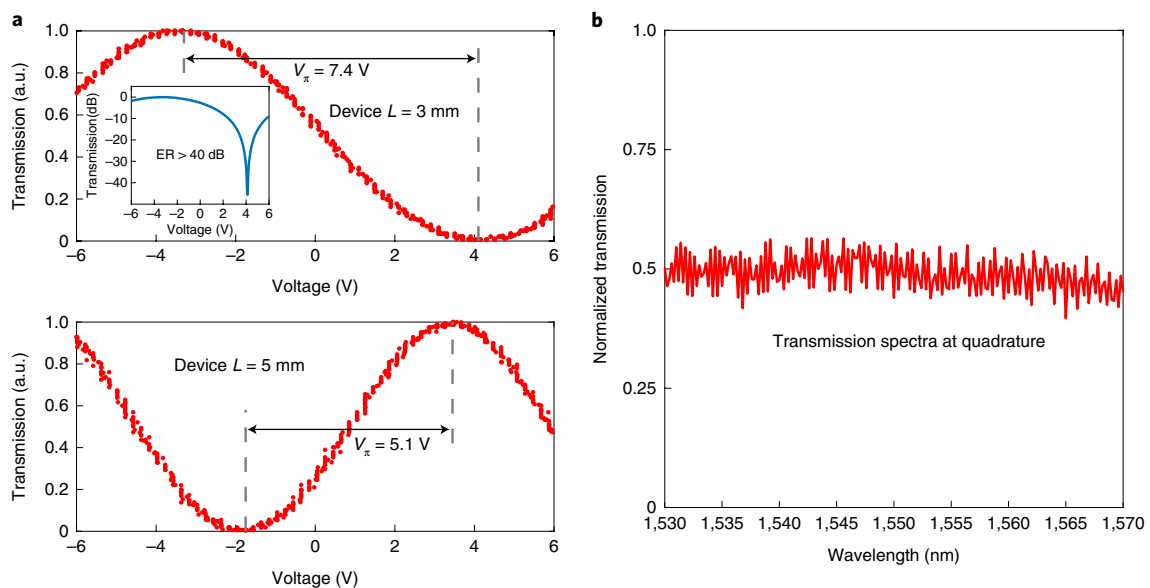 a
Transmission (a.u.)
1.0
0.8
0.6
0.4
0.2
0
Vπ = 7.4 V
Device L = 3 mm
Transmission(dB)
0
−10
−20
−30
−40
ER > 40 dB
−6 −4 −2 0 2 4 6
Voltage (V)
−6 −4 −2 0 2 4 6
Voltage (V)
Transmission (a.u.)
1.0
0.8
0.6
0.4
0.2
0
Device L = 5 mm
Vπ = 5.1 V
−6 −4 −2 0 2 4 6
Voltage (V)
b
Normalized transmission
1.0
0.75
0.5
0.25
0
Transmission spectra at quadrature
1,530 1,535 1,540 1,545 1,550 1,555 1,560 1,565 1,570
Wavelength (nm)